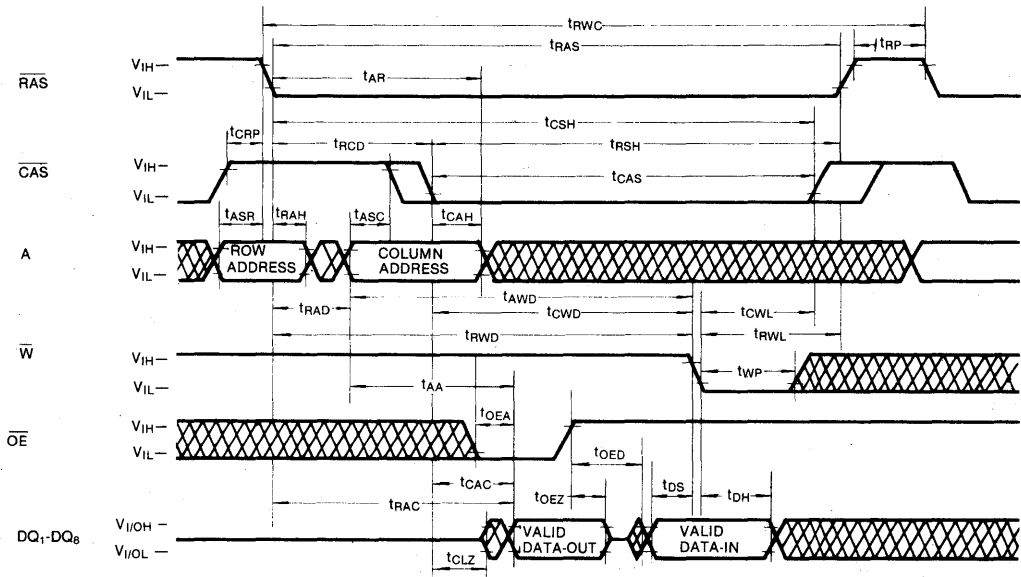 tRWC
tRAS
tRP
RAS
VIH
tAR
VIL
tCSH
tCRP
tRCD
tRSH
CAS
VIH
tCAS
VIL
tASR
tRAH
tASC
tCAH
A
VIH
VIL
ROW ADDRESS
COLUMN ADDRESS
tAWD
tRAD
tCWD
tCWL
tRWD
tRWL
W
VIH
VIL
tAA
tWP
tOEA
OE
VIH
VIL
tOED
tCAC
tRAC
tOEZ
tDS
tDH
DQ1-DQ8
VI/OH
VI/OL
VALID DATA-OUT
VALID DATA-IN
tCLZ